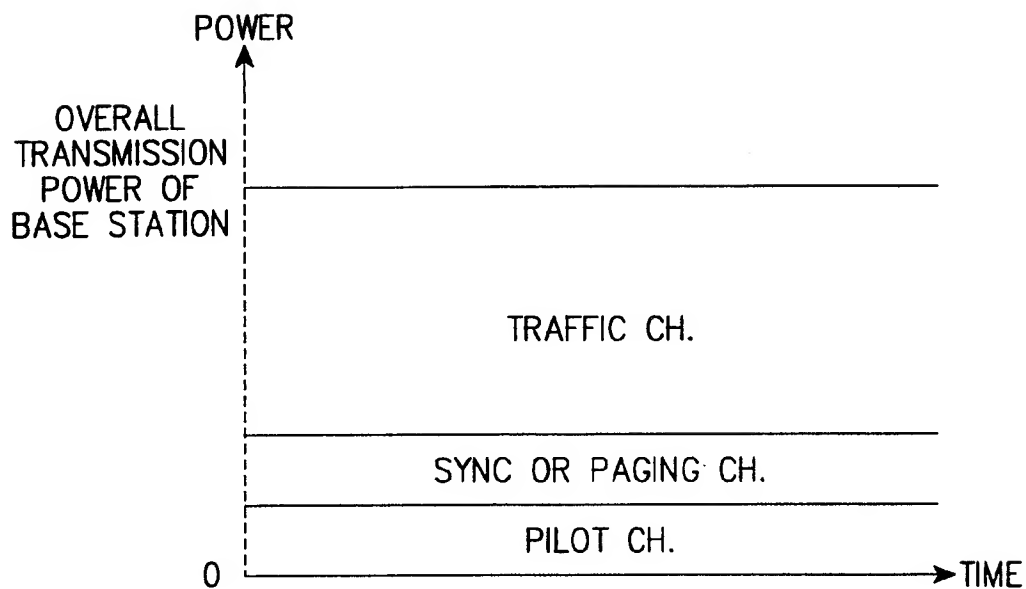 POWER
OVERALL
TRANSMISSION
POWER OF
BASE STATION
TRAFFIC CH.
SYNC OR PAGING CH.
PILOT CH.
0
TIME